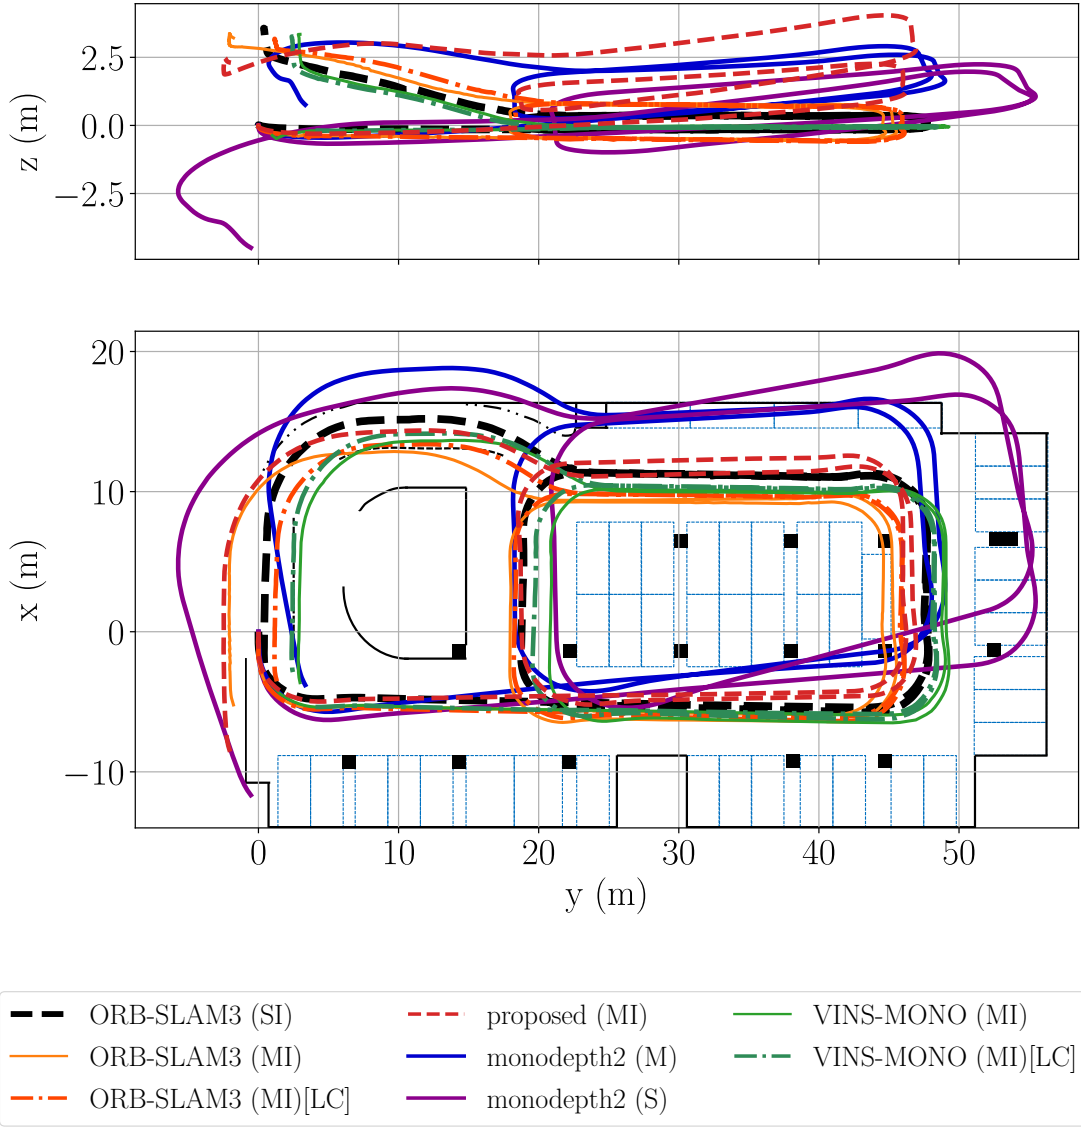 2.5
0.0
−2.5
z (m)
20
10
0
−10
x (m)
0 10 20 30 40 50
y (m)
ORB-SLAM3 (SI) proposed (MI) VINS-MONO (MI)
ORB-SLAM3 (MI) monodepth2 (M) VINS-MONO (MI)[LC]
ORB-SLAM3 (MI)[LC] monodepth2 (S)